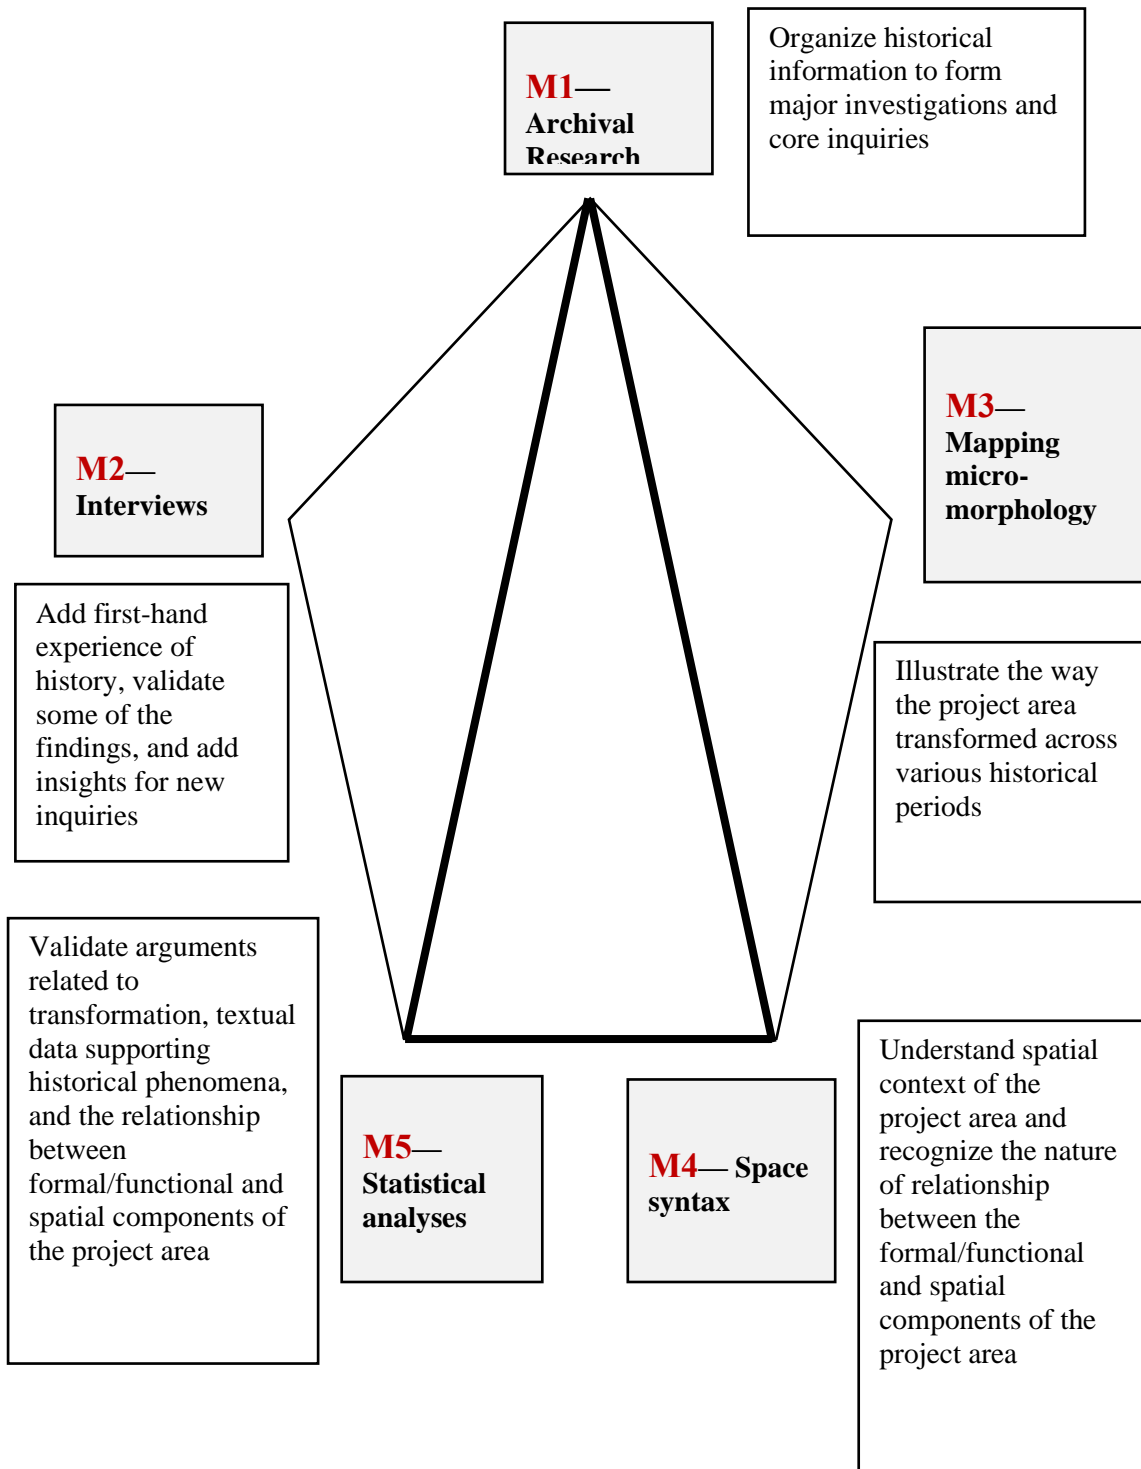 M1—
Archival
Research
Organize historical
information to form
major investigations and
core inquiries
M2—
Interviews
Add first-hand
experience of
history, validate
some of the
findings, and add
insights for new
inquiries
M3—
Mapping
micro-
morphology
Illustrate the way
the project area
transformed across
various historical
periods
Validate arguments
related to
transformation, textual
data supporting
historical phenomena,
and the relationship
between
formal/functional and
spatial components of
the project area
M5—
Statistical
analyses
M4— Space
syntax
Understand spatial
context of the
project area and
recognize the nature
of relationship
between the
formal/functional
and spatial
components of the
project area